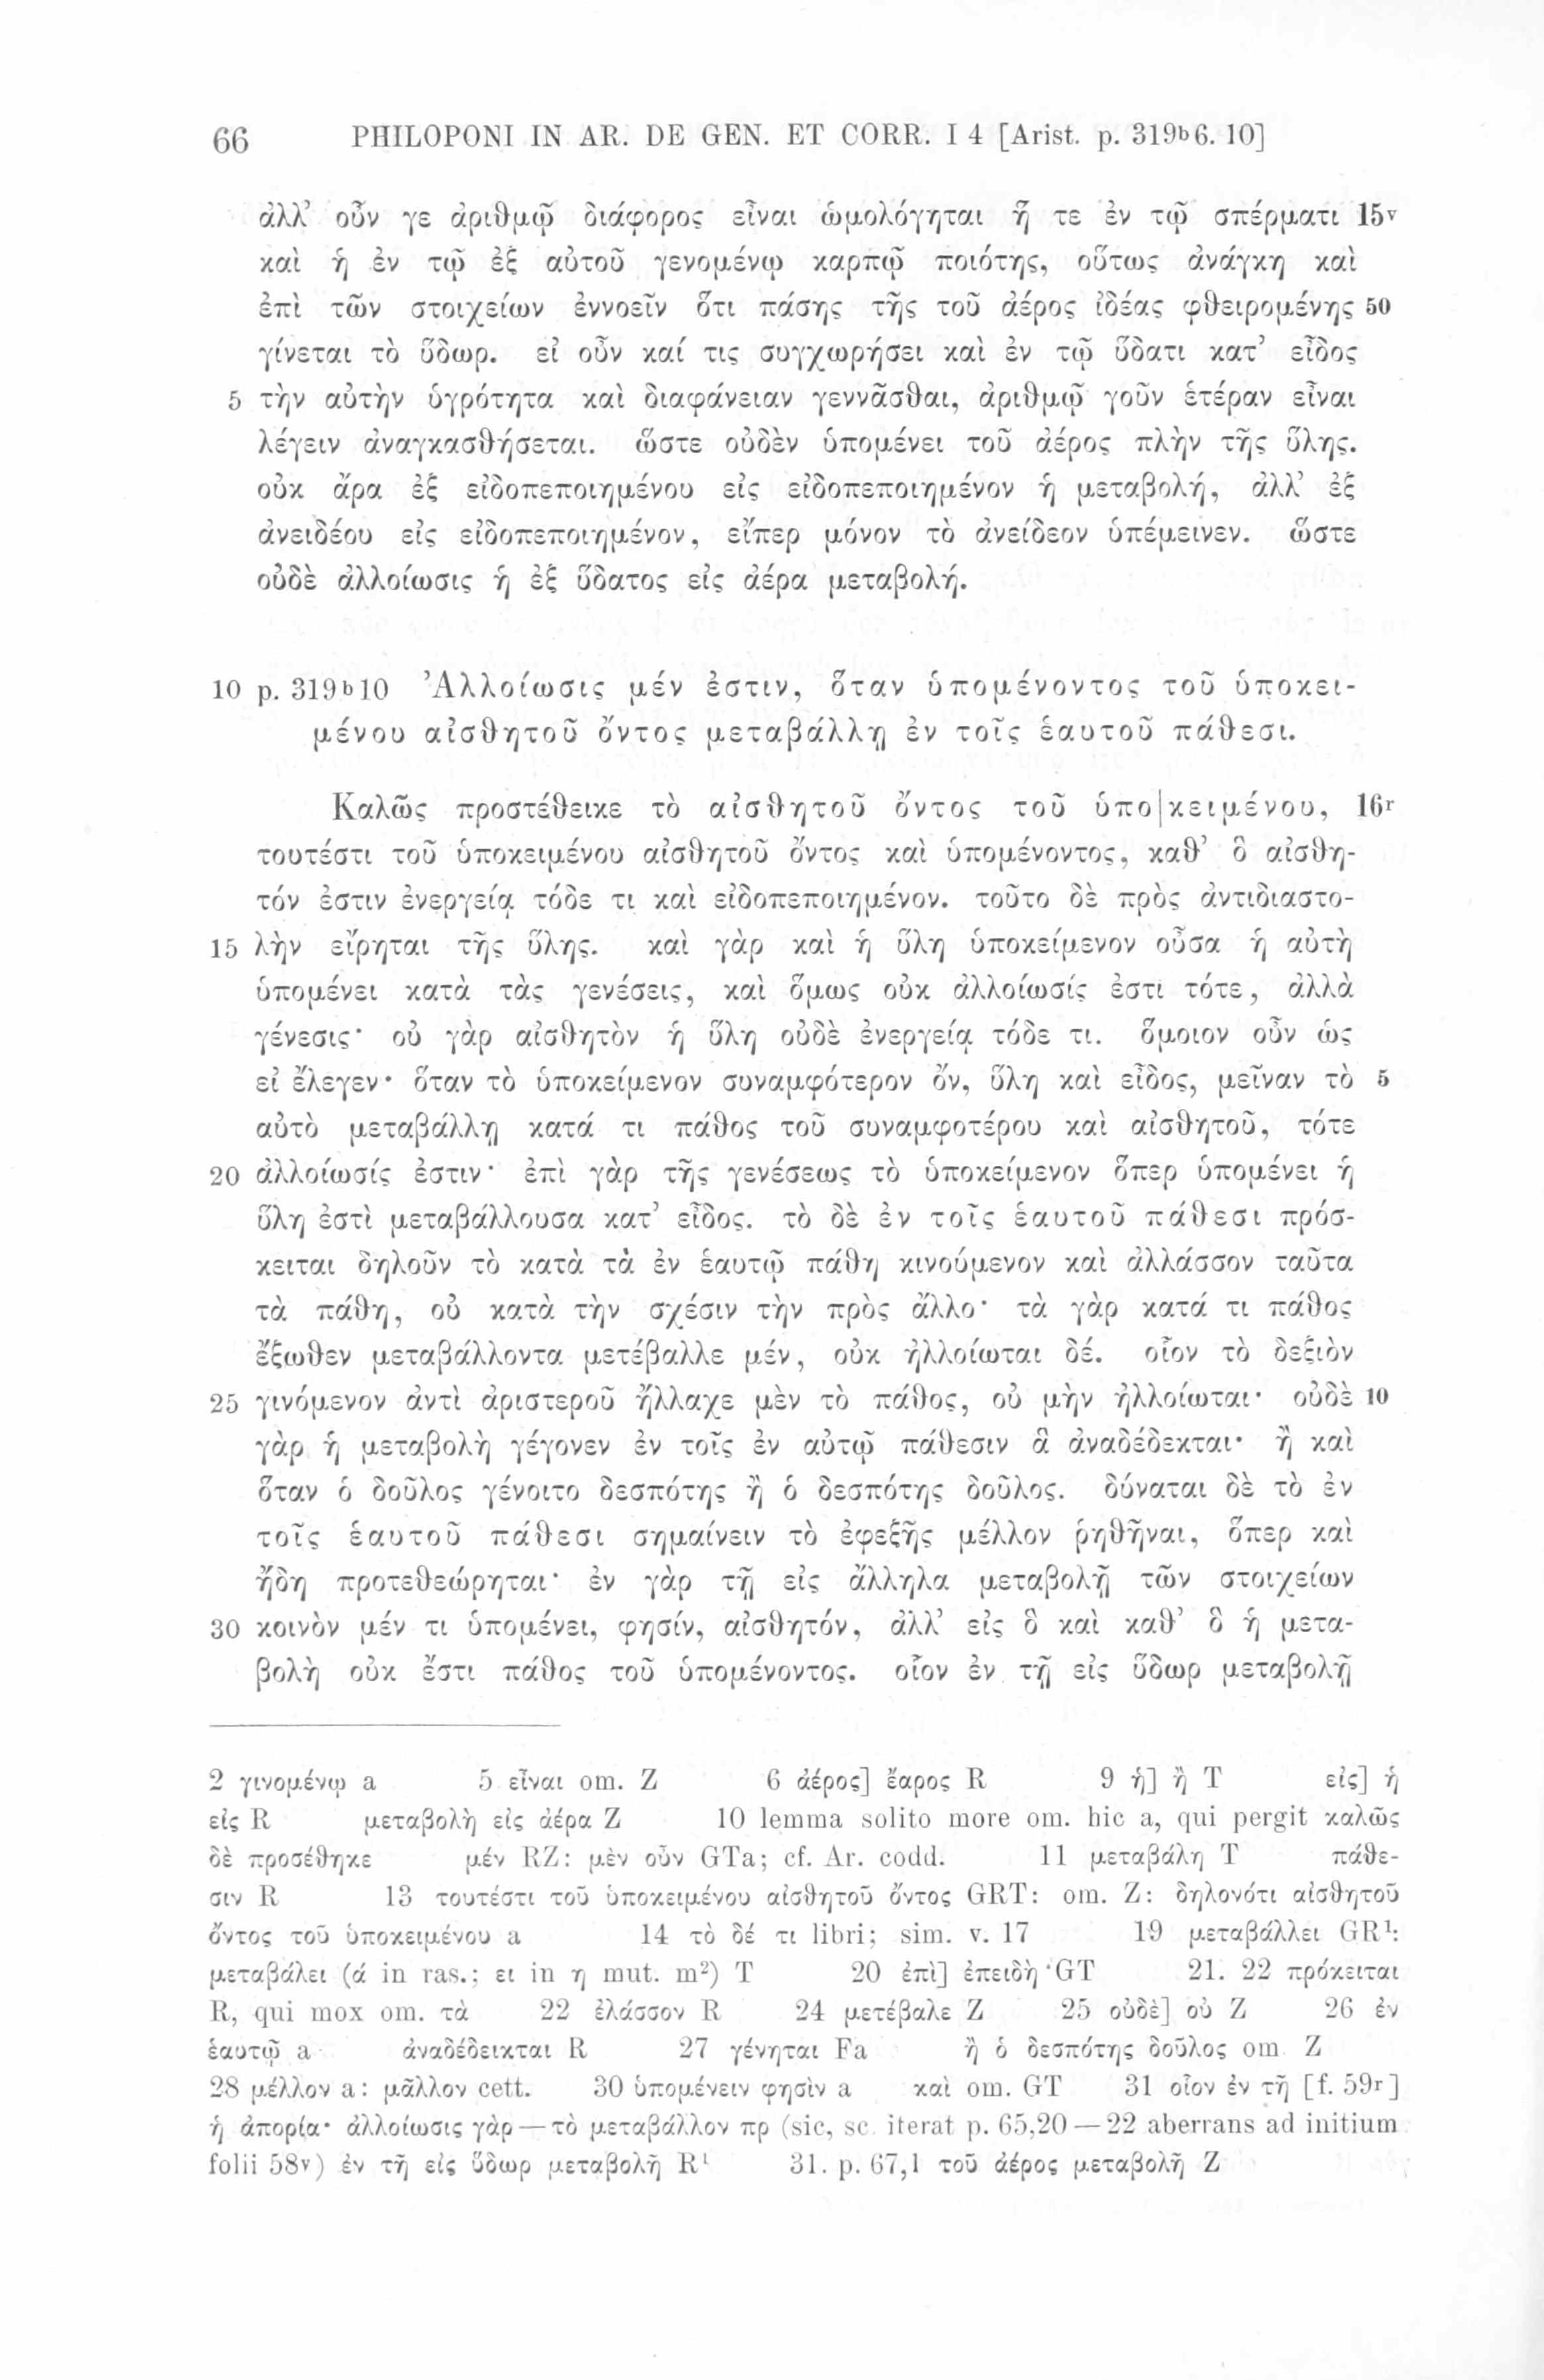 66 PHILOPONI IN AR. DE GEN. ET CORR. I 4 [Arist. p. 319b6. 10]
ἀλλ’ οὖν γε ἀριθμῷ διάφορος εἶναι ὡμολόγηται ἥ τε ἐν τῷ σπέρματι 15v
καὶ ἡ ἐν τῷ ἐξ αὐτοῦ γενομένῳ καρπῷ ποιότης, οὕτως ἀνάγκη καὶ
ἐπὶ τῶν στοιχείων ἐννοεῖν ὅτι πάσης τῆς τοῦ ἀέρος ἰδέας φθειρομένης 50
γίνεται τὸ ὕδωρ. εἰ οὖν καί τις συγχωρήσει καὶ ἐν τῷ ὕδατι κατ’ εἶδος
5 τὴν αὐτὴν ὑγρότητα καὶ διαφάνειαν γεννᾶσθαι, ἀριθμῷ γοῦν ἑτέραν εἶναι
λέγειν ἀναγκασθήσεται. ὥστε οὐδὲν ὑπομένει τοῦ ἀέρος πλὴν τῆς ὕλης.
οὐκ ἄρα ἐξ εἰδοπεποιημένου εἰς εἰδοπεποιημένον ἡ μεταβολή, ἀλλ’ ἐξ
ἀνειδέου εἰς εἰδοπεποιημένον, εἴπερ μόνον τὸ ἀνείδεον ὑπέμεινεν. ὥστε
οὐδὲ ἀλλοίωσις ἡ ἐξ ὕδατος εἰς ἀέρα μεταβολή.
10 p. 319b10 Ἀλλοίωσις μέν ἐστιν, ὅταν ὑπομένοντος τοῦ ὑποκει-
μένου αἰσθητοῦ ὄντος μεταβάλλῃ ἐν τοῖς ἑαυτοῦ πάθεσι.
Καλῶς προστέθεικε τὸ αἰσθητοῦ ὄντος τοῦ ὑπο|κειμένου, 16r
τουτέστι τοῦ ὑποκειμένου αἰσθητοῦ ὄντος καὶ ὑπομένοντος, καθ’ ὃ αἰσθη-
τόν ἐστιν ἐνεργείᾳ τόδε τι καὶ εἰδοπεποιημένον. τοῦτο δὲ πρὸς ἀντιδιαστο-
15 λὴν εἴρηται τῆς ὕλης. καὶ γὰρ καὶ ἡ ὕλη ὑποκείμενον οὖσα ἡ αὐτὴ
ὑπομένει κατὰ τὰς γενέσεις, καὶ ὅμως οὐκ ἀλλοίωσίς ἐστι τότε, ἀλλὰ
γένεσις· οὐ γὰρ αἰσθητὸν ἡ ὕλη οὐδὲ ἐνεργείᾳ τόδε τι. ὅμοιον οὖν ὡς
εἰ ἔλεγεν· ὅταν τὸ ὑποκείμενον συναμφότερον ὄν, ὕλη καὶ εἶδος, μεῖναν τὸ 5
αὐτὸ μεταβάλλῃ κατά τι πάθος τοῦ συναμφοτέρου καὶ αἰσθητοῦ, τότε
20 ἀλλοίωσίς ἐστιν· ἐπὶ γὰρ τῆς γενέσεως τὸ ὑποκείμενον ὅπερ ὑπομένει ἡ
ὕλη ἐστὶ μεταβάλλουσα κατ’ εἶδος. τὸ δὲ ἐν τοῖς ἑαυτοῦ πάθεσι πρόσ-
κειται δηλοῦν τὸ κατὰ τὰ ἐν ἑαυτῷ πάθη κινούμενον καὶ ἀλλάσσον ταῦτα
τὰ πάθη, οὐ κατὰ τὴν σχέσιν τὴν πρὸς ἄλλο· τὰ γὰρ κατά τι πάθος
ἔξωθεν μεταβάλλοντα μετέβαλλε μέν, οὐκ ἠλλοίωται δέ. οἷον τὸ δεξιὸν
25 γινόμενον ἀντὶ ἀριστεροῦ ἤλλαχε μὲν τὸ πάθος, οὐ μὴν ἠλλοίωται· οὐδὲ 10
γὰρ ἡ μεταβολὴ γέγονεν ἐν τοῖς ἐν αὐτῷ πάθεσιν ἃ ἀναδέδεκται· ἢ καὶ
ὅταν ὁ δοῦλος γένοιτο δεσπότης ἢ ὁ δεσπότης δοῦλος. δύναται δὲ τὸ ἐν
τοῖς ἑαυτοῦ πάθεσι σημαίνειν τὸ ἐφεξῆς μέλλον ῥηθῆναι, ὅπερ καὶ
ἤδη προτεθεώρηται· ἐν γὰρ τῇ εἰς ἄλληλα μεταβολῇ τῶν στοιχείων
30 κοινὸν μέν τι ὑπομένει, φησίν, αἰσθητόν, ἀλλ’ εἰς ὃ καὶ καθ’ ὃ ἡ μετα-
βολὴ οὐκ ἔστι πάθος τοῦ ὑπομένοντος. οἷον ἐν τῇ εἰς ὕδωρ μεταβολῇ
2 γινομένῳ a 5 εἶναι om. Z 6 ἀέρος] ἔαρος R 9 ἡ] ἢ T εἰς] ἡ
εἰς R μεταβολὴ εἰς ἀέρα Z 10 lemma solito more om. hic a, qui pergit καλῶς
δὲ προσέθηκε μέν RZ: μὲν οὖν GTa; cf. Ar. codd. 11 μεταβάλη T πάθε-
σιν R 13 τουτέστι τοῦ ὑποκειμένου αἰσθητοῦ ὄντος GRT: om. Z: δηλονότι αἰσθητοῦ
ὄντος τοῦ ὑποκειμένου a 14 τὸ δέ τι libri; sim. v. 17 19 μεταβάλλει GR¹:
μεταβάλει (ά in ras.; ει in η mut. m²) T 20 ἐπὶ] ἐπειδὴ GT 21. 22 πρόκειται
R, qui mox om. τὰ 22 ἐλάσσον R 24 μετέβαλε Z 25 οὐδὲ] οὐ Z 26 ἐν
ἑαυτῷ a ἀναδέδεικται R 27 γένηται Fa ἢ ὁ δεσπότης δοῦλος om. Z
28 μέλλον a: μᾶλλον cett. 30 ὑπομένειν φησὶν a καὶ om. GT 31 οἷον ἐν τῇ [f. 59r]
ἡ ἀπορία· ἀλλοίωσις γὰρ — τὸ μεταβάλλον πρ (sic, sc. iterat p. 65,20 — 22 aberrans ad initium
folii 58v) ἐν τῇ εἰς ὕδωρ μεταβολῇ R¹ 31. p. 67,1 τοῦ ἀέρος μεταβολῇ Z